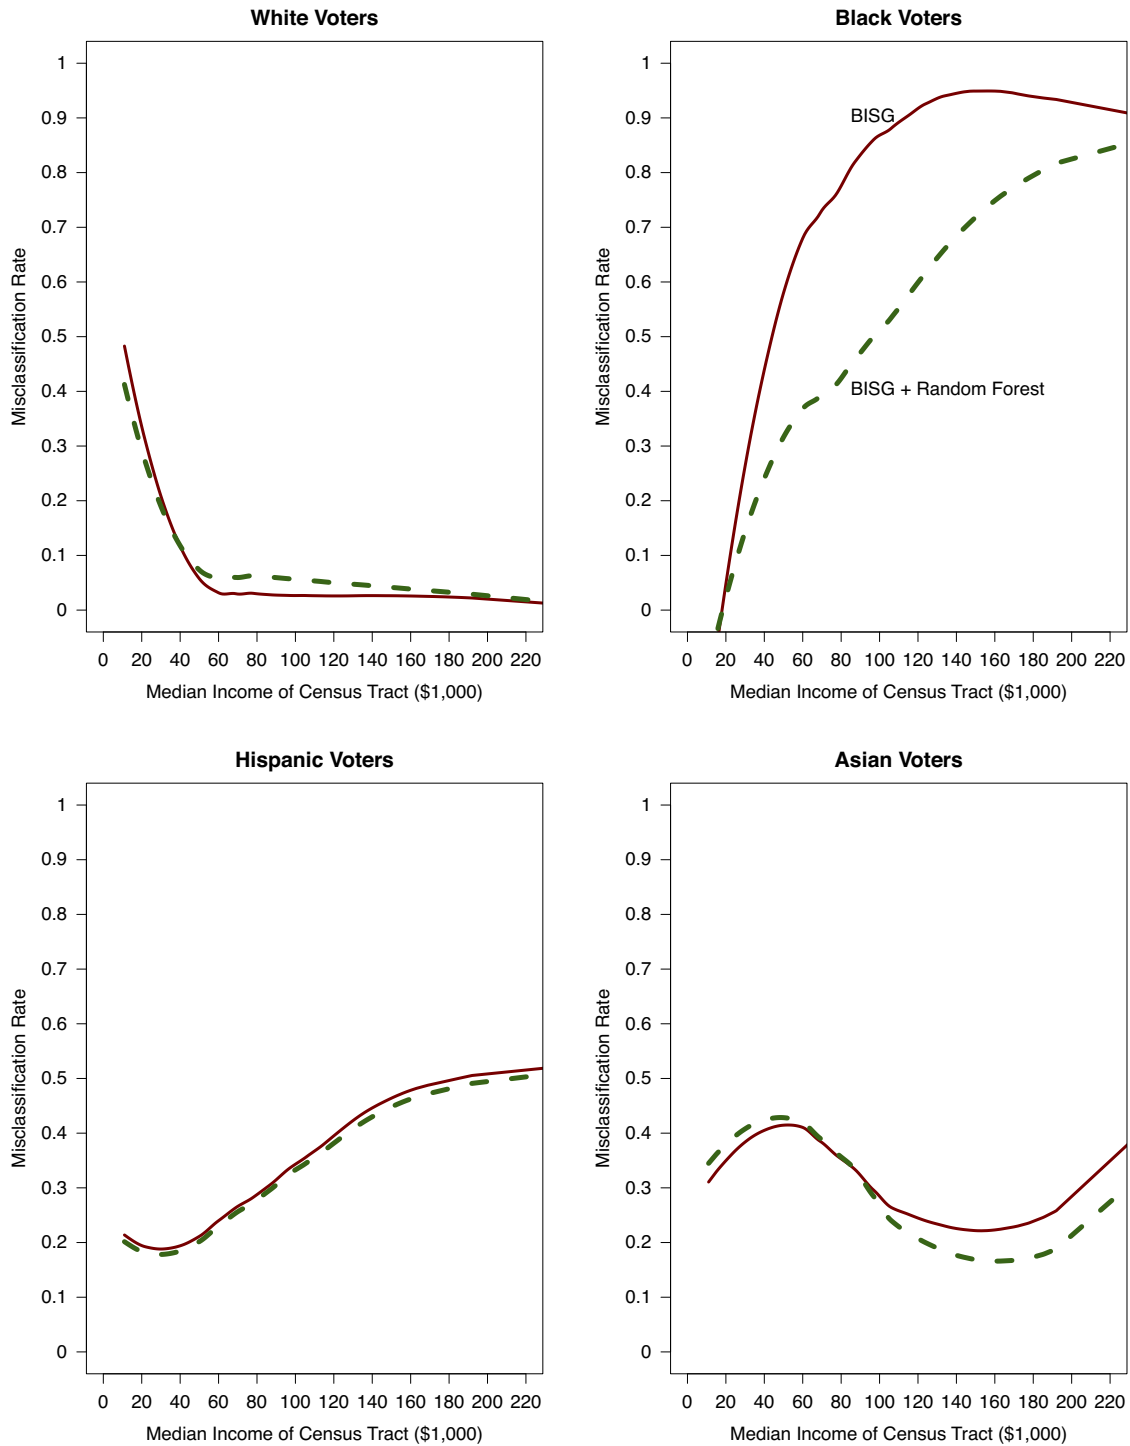 White Voters
Misclassification Rate
1
0.9
0.8
0.7
0.6
0.5
0.4
0.3
0.2
0.1
0
0 20 40 60 80 100 120 140 160 180 200 220
Median Income of Census Tract ($1,000)
Black Voters
Misclassification Rate
1
0.9
0.8
0.7
0.6
0.5
0.4
0.3
0.2
0.1
0
BISG
BISG + Random Forest
0 20 40 60 80 100 120 140 160 180 200 220
Median Income of Census Tract ($1,000)
Hispanic Voters
Misclassification Rate
1
0.9
0.8
0.7
0.6
0.5
0.4
0.3
0.2
0.1
0
0 20 40 60 80 100 120 140 160 180 200 220
Median Income of Census Tract ($1,000)
Asian Voters
Misclassification Rate
1
0.9
0.8
0.7
0.6
0.5
0.4
0.3
0.2
0.1
0
0 20 40 60 80 100 120 140 160 180 200 220
Median Income of Census Tract ($1,000)